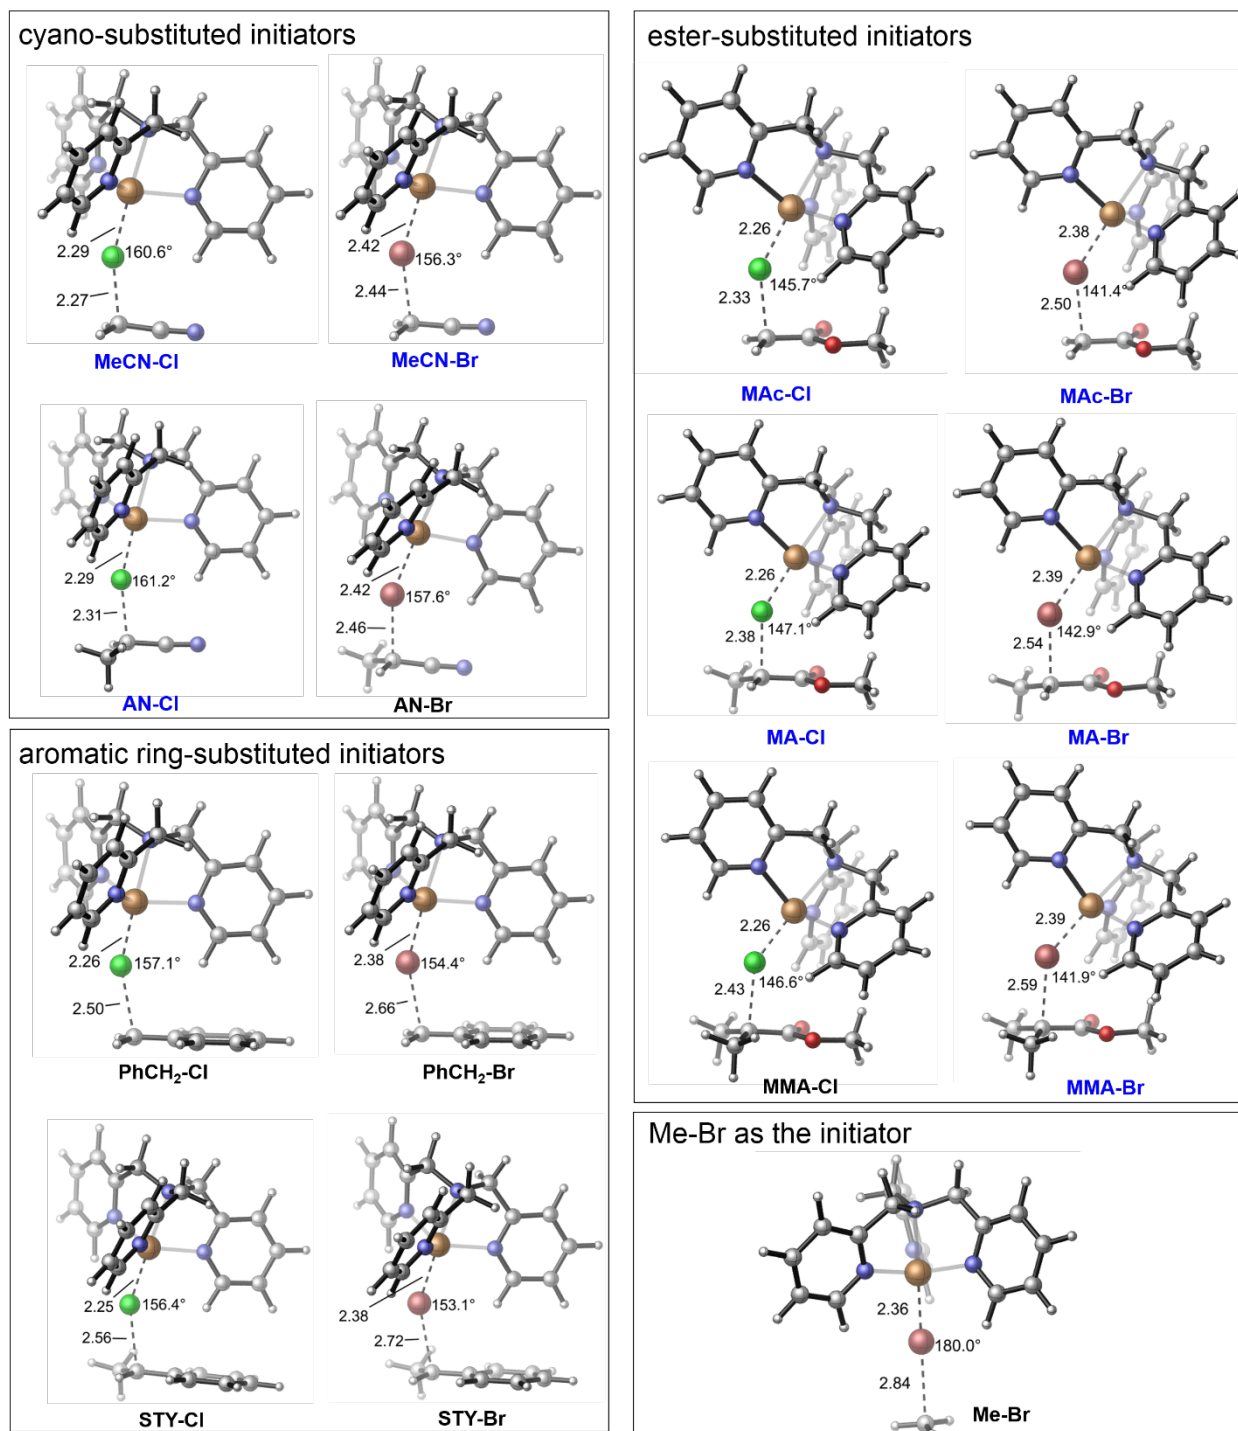 cyano-substituted initiators
2.29
160.6°
2.27
MeCN-Cl
2.42
156.3°
2.44
MeCN-Br
2.29
161.2°
2.31
AN-Cl
2.42
157.6°
2.46
AN-Br
aromatic ring-substituted initiators
2.26
157.1°
2.50
PhCH₂-Cl
2.38
154.4°
2.66
PhCH₂-Br
2.25
156.4°
2.56
STY-Cl
2.38
153.1°
2.72
STY-Br
ester-substituted initiators
2.26
145.7°
2.33
MAc-Cl
2.38
141.4°
2.50
MAc-Br
2.26
147.1°
2.38
MA-Cl
2.39
142.9°
2.54
MA-Br
2.26
146.6°
2.43
MMA-Cl
2.39
141.9°
2.59
MMA-Br
Me-Br as the initiator
2.36
180.0°
2.84
Me-Br